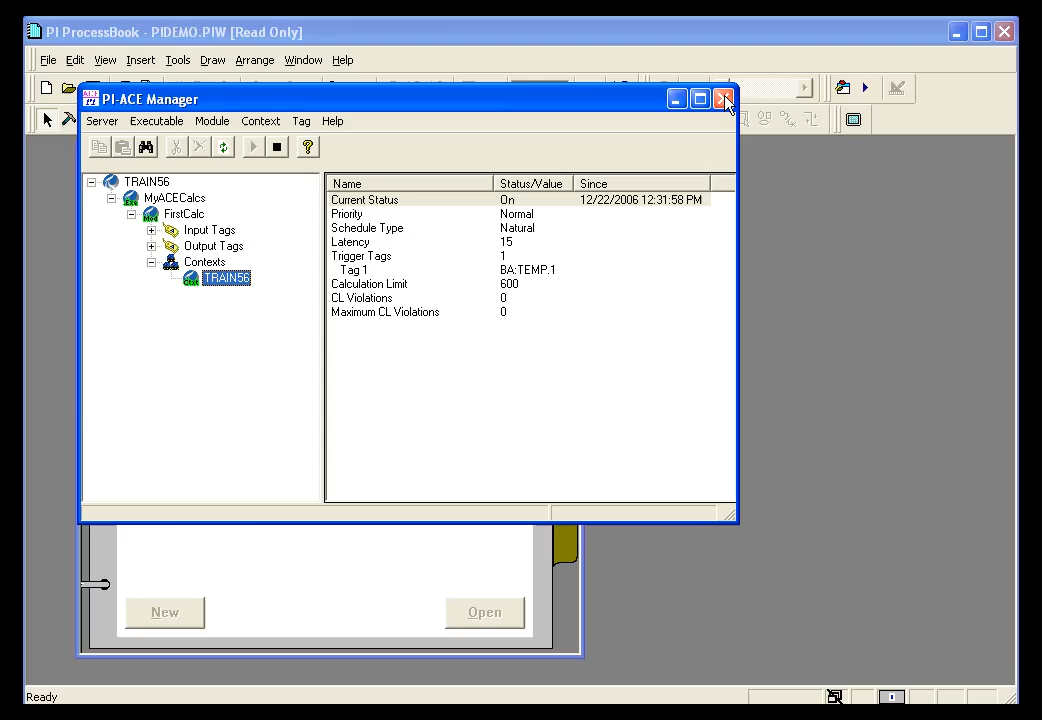 PI ProcessBook - PIDEMO.PIW [Read Only]
File Edit View Insert Tools Draw Arrange Window Help
PI-ACE Manager
Server Executable Module Context Tag Help
TRAIN56
MyACECalcs
FirstCalc
Input Tags
Output Tags
Contexts
TRAIN56
Name Status/Value Since
Current Status On 12/22/2006 12:31:58 PM
Priority Normal
Schedule Type Natural
Latency 15
Trigger Tags 1
Tag 1 BA:TEMP.1
Calculation Limit 600
CL Violations 0
Maximum CL Violations 0
New Open
Ready